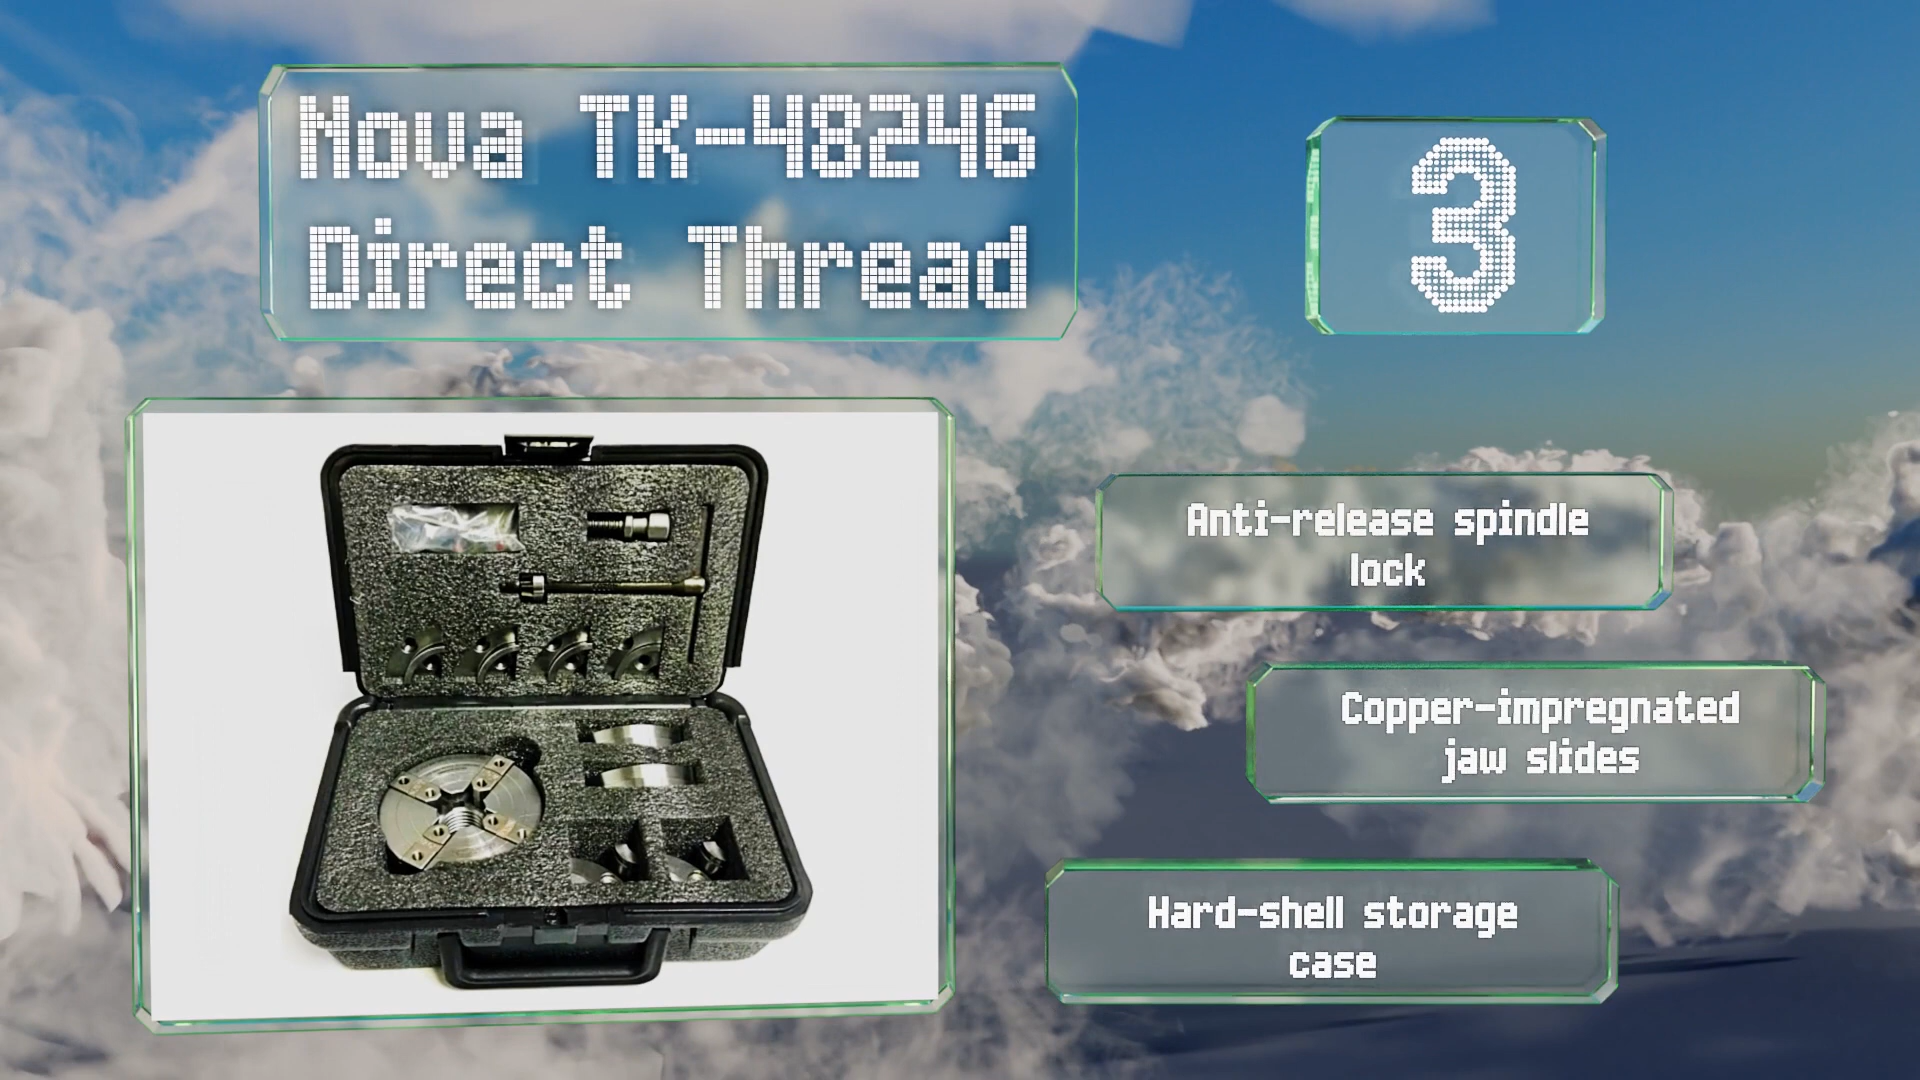 Nova TK-48246
Direct Thread
3
Anti-release spindle
lock
Copper-impregnated
jaw slides
Hard-shell storage
case